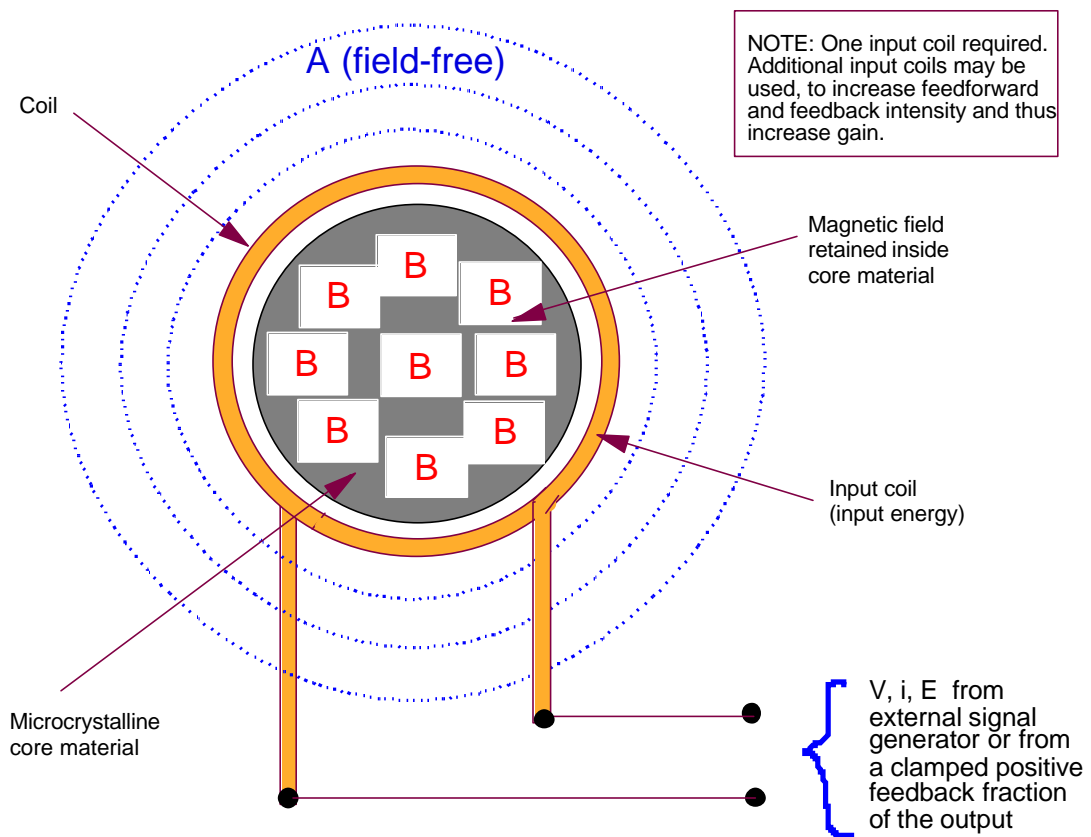 A (field-free)
NOTE: One input coil required.
Additional input coils may be
used, to increase feedforward
and feedback intensity and thus
increase gain.
Coil
Magnetic field
retained inside
core material
B
B
B
B
B
B
B
B
B
Input coil
(input energy)
Microcrystalline
core material
V, i, E from
external signal
generator or from
a clamped positive
feedback fraction
of the output